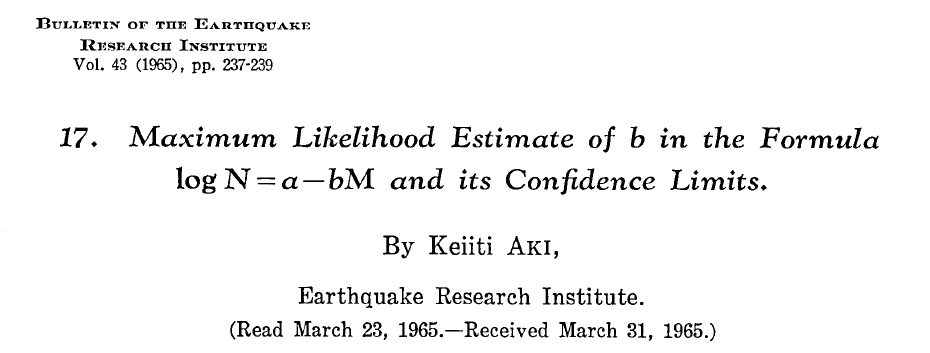 BULLETIN OF THE EARTHQUAKE
RESEARCH INSTITUTE
Vol. 43 (1965), pp. 237-239
17. Maximum Likelihood Estimate of b in the Formula
log N=a−bM and its Confidence Limits.
By Keiiti AKI,
Earthquake Research Institute.
(Read March 23, 1965.—Received March 31, 1965.)